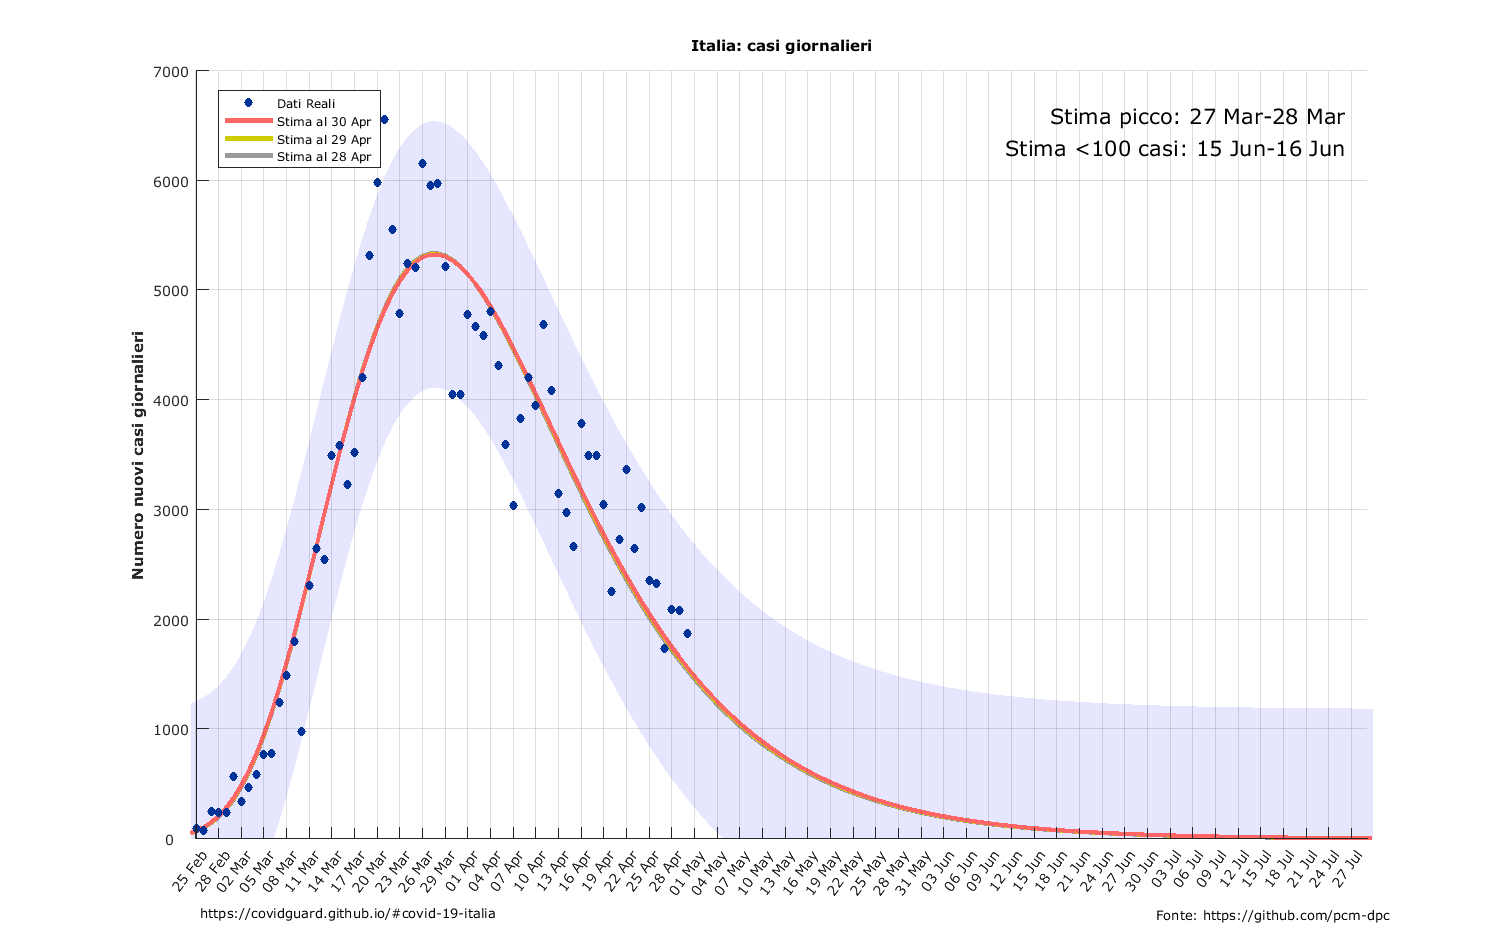 Italia: casi giornalieri
Stima picco: 27 Mar-28 Mar
Stima <100 casi: 15 Jun-16 Jun
Dati Reali
Stima al 30 Apr
Stima al 29 Apr
Stima al 28 Apr
Numero nuovi casi giornalieri
7000
6000
5000
4000
3000
2000
1000
0
25 Feb
28 Feb
02 Mar
05 Mar
08 Mar
11 Mar
14 Mar
17 Mar
20 Mar
23 Mar
26 Mar
29 Mar
01 Apr
04 Apr
07 Apr
10 Apr
13 Apr
16 Apr
19 Apr
22 Apr
25 Apr
28 Apr
01 May
04 May
07 May
10 May
13 May
16 May
19 May
22 May
25 May
28 May
31 May
03 Jun
06 Jun
09 Jun
12 Jun
15 Jun
18 Jun
21 Jun
24 Jun
27 Jun
30 Jun
03 Jul
06 Jul
09 Jul
12 Jul
15 Jul
18 Jul
21 Jul
24 Jul
27 Jul
https://covidguard.github.io/#covid-19-italia
Fonte: https://github.com/pcm-dpc